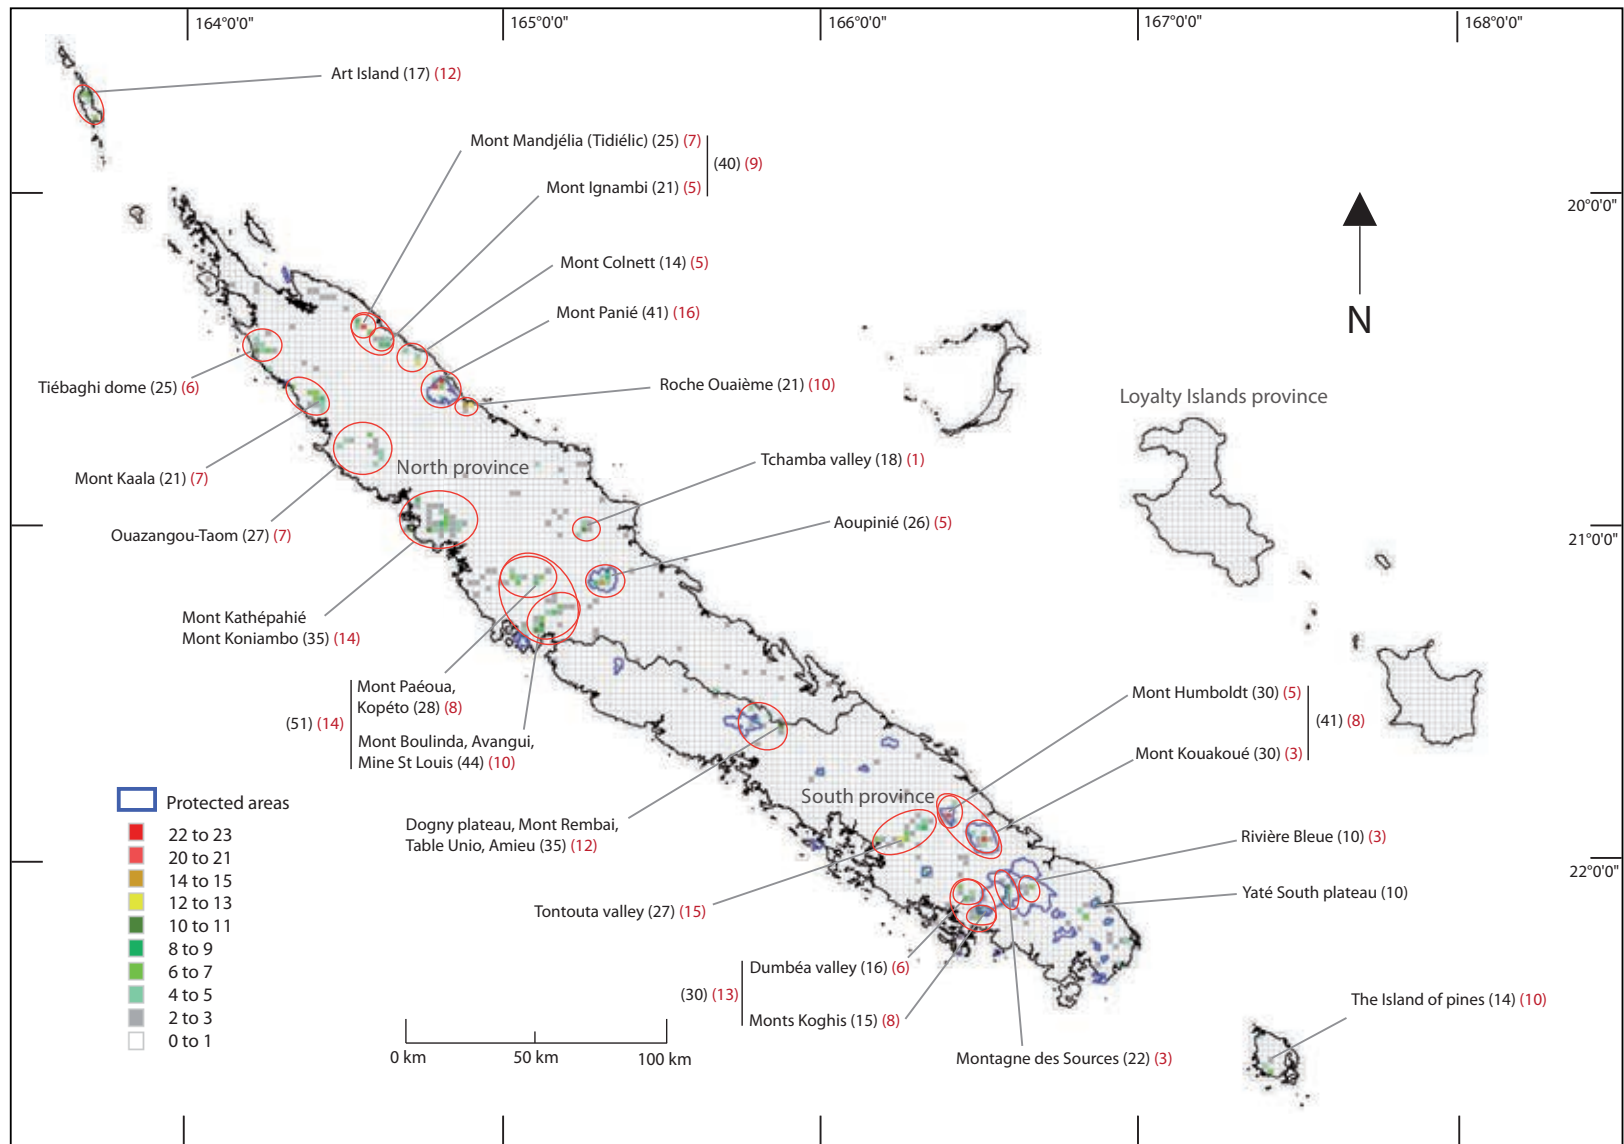 164°0'0"
165°0'0"
166°0'0"
167°0'0"
168°0'0"
Art Island (17) (12)
Mont Mandjélia (Tidiélic) (25) (7)
(40) (9)
Mont Ignambi (21) (5)
20°0'0"
Mont Colnett (14) (5)
Mont Panié (41) (16)
N
Tiébaghi dome (25) (6)
Roche Ouaième (21) (10)
Loyalty Islands province
North province
Tchamba valley (18) (1)
Mont Kaala (21) (7)
Aoupinié (26) (5)
Ouazangou-Taom (27) (7)
21°0'0"
Mont Kathépahié
Mont Koniambo (35) (14)
Mont Paéoua,
Kopéto (28) (8)
(51) (14)
Mont Boulinda, Avangui,
Mine St Louis (44) (10)
Mont Humboldt (30) (5)
(41) (8)
Mont Kouakoué (30) (3)
South province
Protected areas
22 to 23
20 to 21
14 to 15
12 to 13
10 to 11
8 to 9
6 to 7
4 to 5
2 to 3
0 to 1
Dogny plateau, Mont Rembai,
Table Unio, Amieu (35) (12)
Rivière Bleue (10) (3)
22°0'0"
Yaté South plateau (10)
Tontouta valley (27) (15)
Dumbéa valley (16) (6)
(30) (13)
Monts Koghis (15) (8)
The Island of pines (14) (10)
Montagne des Sources (22) (3)
0 km
50 km
100 km